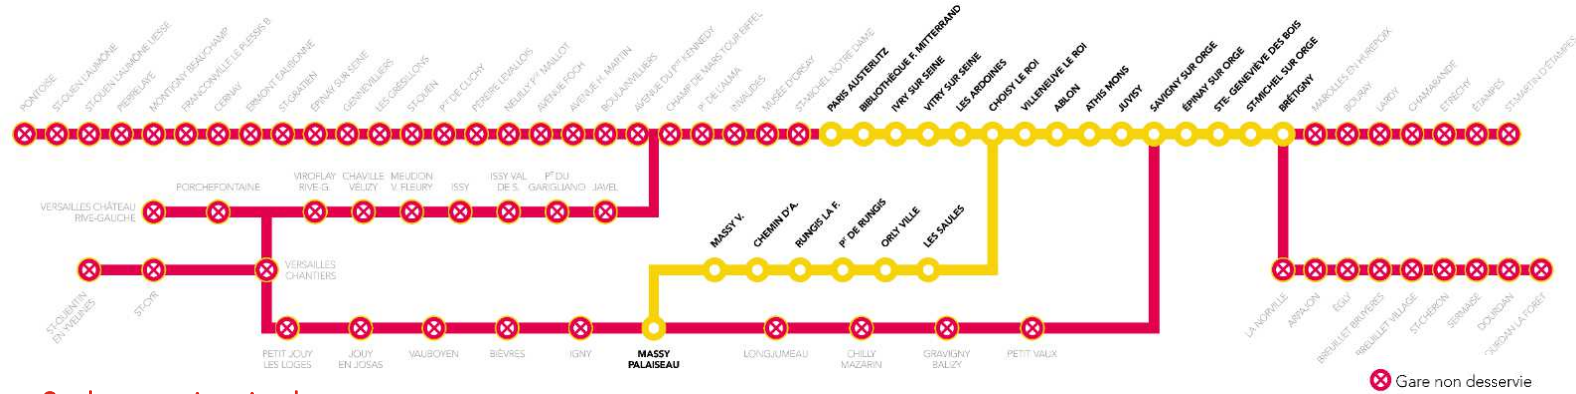 PONTOISE
ST-OUEN L'AUMÔNE
ST-OUEN L'AUMÔNE LIESSE
PIERRELAYE
MONTIGNY BEAUCHAMP
FRANCONVILLE LE PLESSIS B.
CERNAY
ERMONT EAUBONNE
ST-GRATIEN
ÉPINAY SUR SEINE
GENNEVILLIERS
LES GRÉSILLONS
ST-OUEN
PTE DE CLICHY
PEREIRE LEVALLOIS
NEUILLY PTE MAILLOT
AVENUE FOCH
AVENUE H. MARTIN
BOULAINVILLIERS
AVENUE DU PDT KENNEDY
CHAMP DE MARS TOUR EIFFEL
PT DE L'ALMA
INVALIDES
MUSÉE D'ORSAY
ST-MICHEL NOTRE DAME
PARIS AUSTERLITZ
BIBLIOTHÈQUE F. MITTERRAND
IVRY SUR SEINE
VITRY SUR SEINE
LES ARDOINES
CHOISY LE ROI
VILLENEUVE LE ROI
ABLON
ATHIS MONS
JUVISY
SAVIGNY SUR ORGE
ÉPINAY SUR ORGE
STE- GENEVIÈVE DES BOIS
ST-MICHEL SUR ORGE
BRÉTIGNY
MAROLLES EN HUREPOIX
BOURAY
LARDY
CHAMARANDE
ETRECHY
ÉTAMPES
ST-MARTIN D'ÉTAMPES
VERSAILLES CHÂTEAU
RIVE-GAUCHE
PORCHEFONTAINE
VIROFLAY
RIVE-G.
CHAVILLE
VÉLIZY
MEUDON
V. FLEURY
ISSY
ISSY VAL
DE S.
PT DU
GARIGLIANO
JAVEL
MASSY V.
CHEMIN D'A.
RUNGIS LA F.
PT DE RUNGIS
ORLY VILLE
LES SAULES
ST-QUENTIN
EN YVELINES
ST-CYR
VERSAILLES
CHANTIERS
PETIT JOUY
LES LOGES
JOUY
EN JOSAS
VAUBOYEN
BIÈVRES
IGNY
MASSY
PALAISEAU
LONGJUMEAU
CHILLY
MAZARIN
GRAVIGNY
BALIZY
PETIT VAUX
LA NORVILLE
ARPAJON
ÉGLY
BREUILLET BRUYÈRES
BREUILLET VILLAGE
ST-CHÉRON
SERMAISE
DOURDAN
DOURDAN LA FORÊT
Gare non desservie